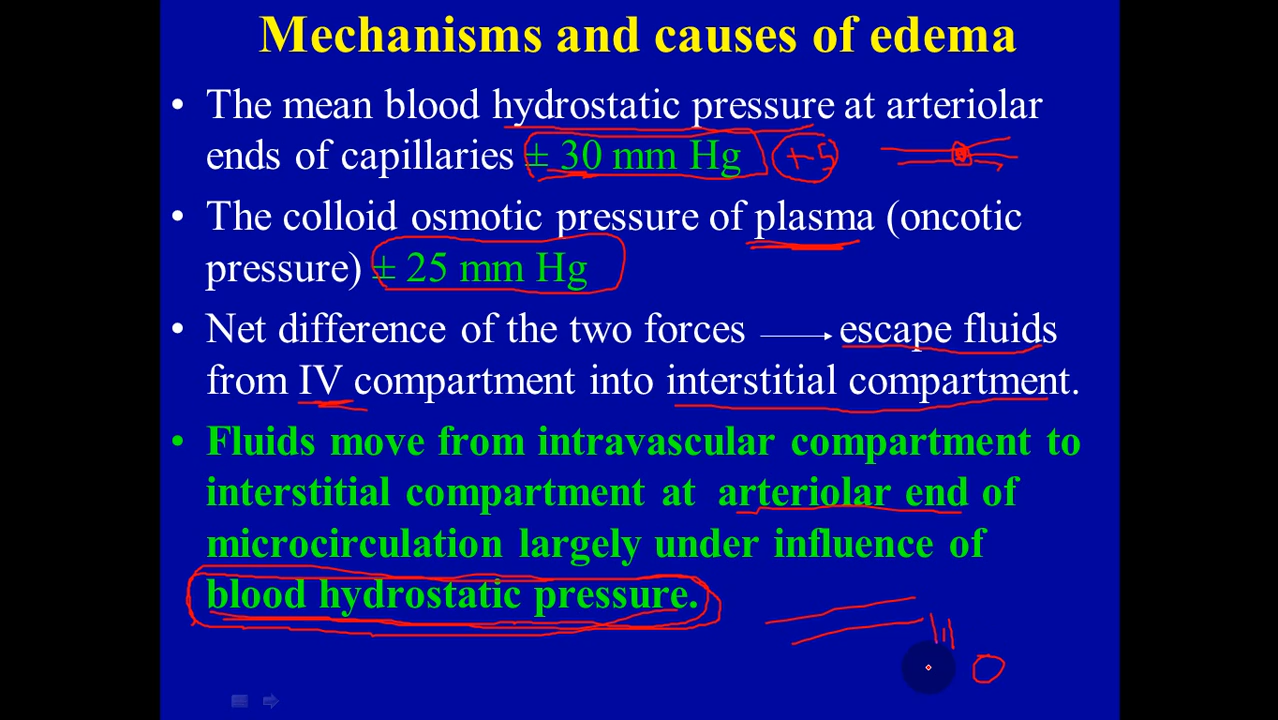 Mechanisms and causes of edema
• The mean blood hydrostatic pressure at arteriolar
ends of capillaries ± 30 mm Hg +5
• The colloid osmotic pressure of plasma (oncotic
pressure) ± 25 mm Hg
• Net difference of the two forces → escape fluids
from IV compartment into interstitial compartment.
• Fluids move from intravascular compartment to
interstitial compartment at arteriolar end of
microcirculation largely under influence of
blood hydrostatic pressure.